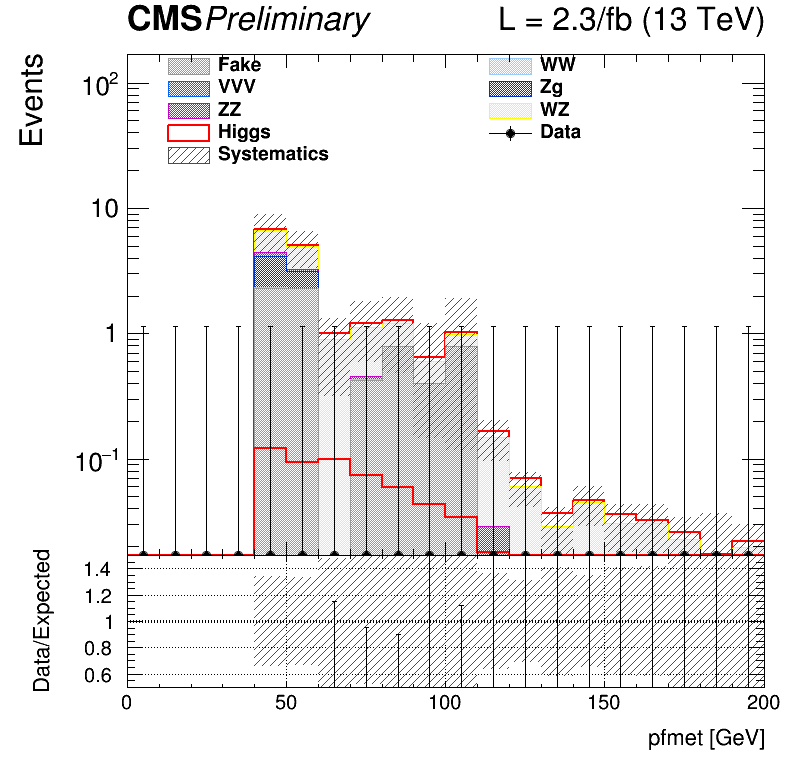 CMS Preliminary L = 2.3/fb (13 TeV)
Events
Fake
VVV
ZZ
Higgs
Systematics
WW
Zg
WZ
Data
10²
10
1
10⁻¹
Data/Expected
1.4
1.2
1
0.8
0.6
0 50 100 150 200
pfmet [GeV]